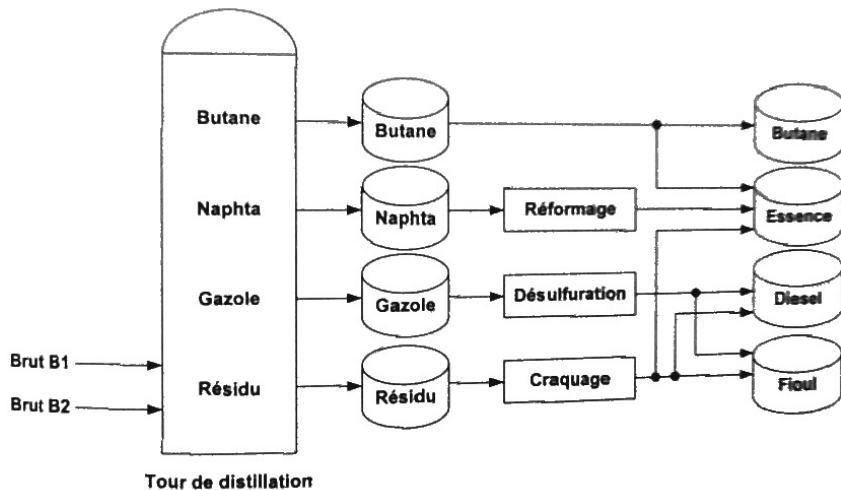 Butane
Butane
Butane
Naphta
Naphta
Réformage
Essence
Gazole
Gazole
Désulfuration
Diesel
Brut B1
Brut B2
Résidu
Résidu
Craquage
Fioul
Tour de distillation